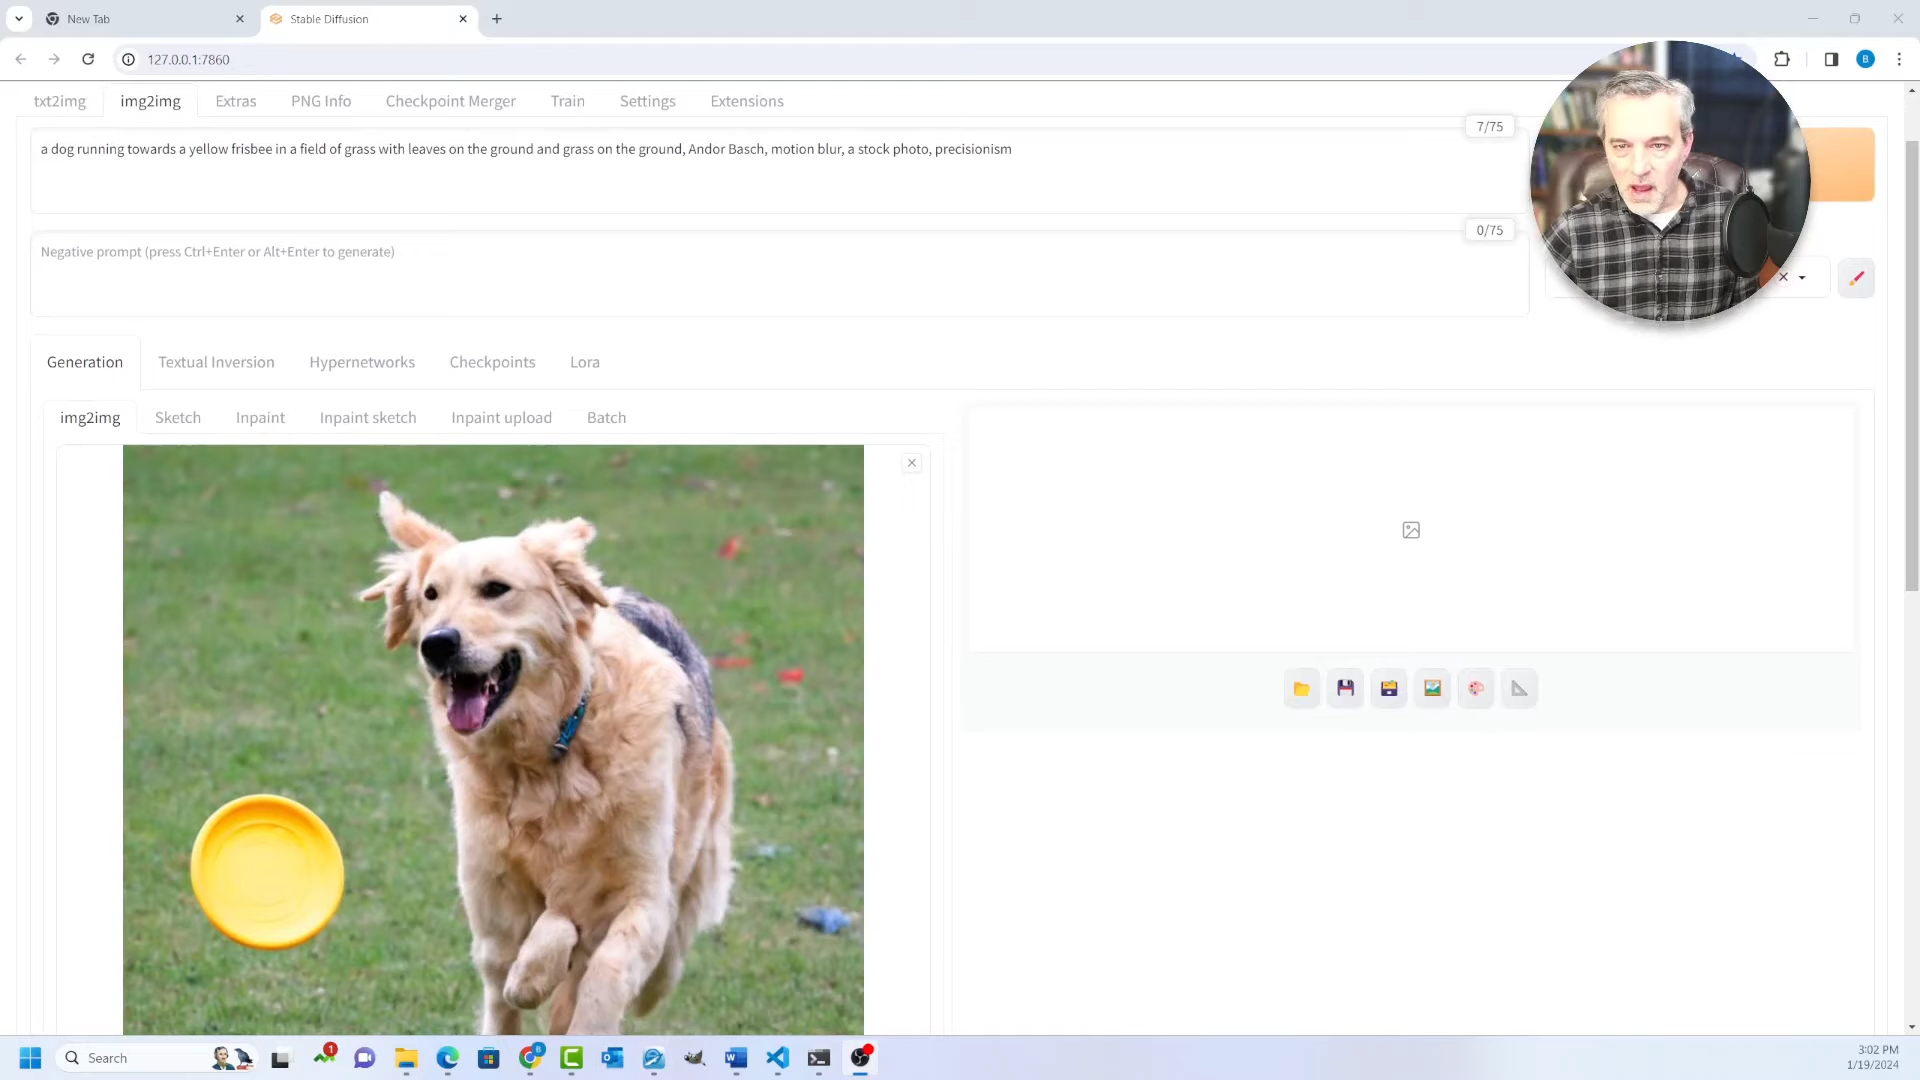 New Tab
Stable Diffusion
127.0.0.1:7860
B
txt2img
img2img
Extras
PNG Info
Checkpoint Merger
Train
Settings
Extensions
7/75
a dog running towards a yellow frisbee in a field of grass with leaves on the ground and grass on the ground, Andor Basch, motion blur, a stock photo, precisionism
0/75
Negative prompt (press Ctrl+Enter or Alt+Enter to generate)
Generation
Textual Inversion
Hypernetworks
Checkpoints
Lora
img2img
Sketch
Inpaint
Inpaint sketch
Inpaint upload
Batch
Search
1
3:02 PM
1/19/2024